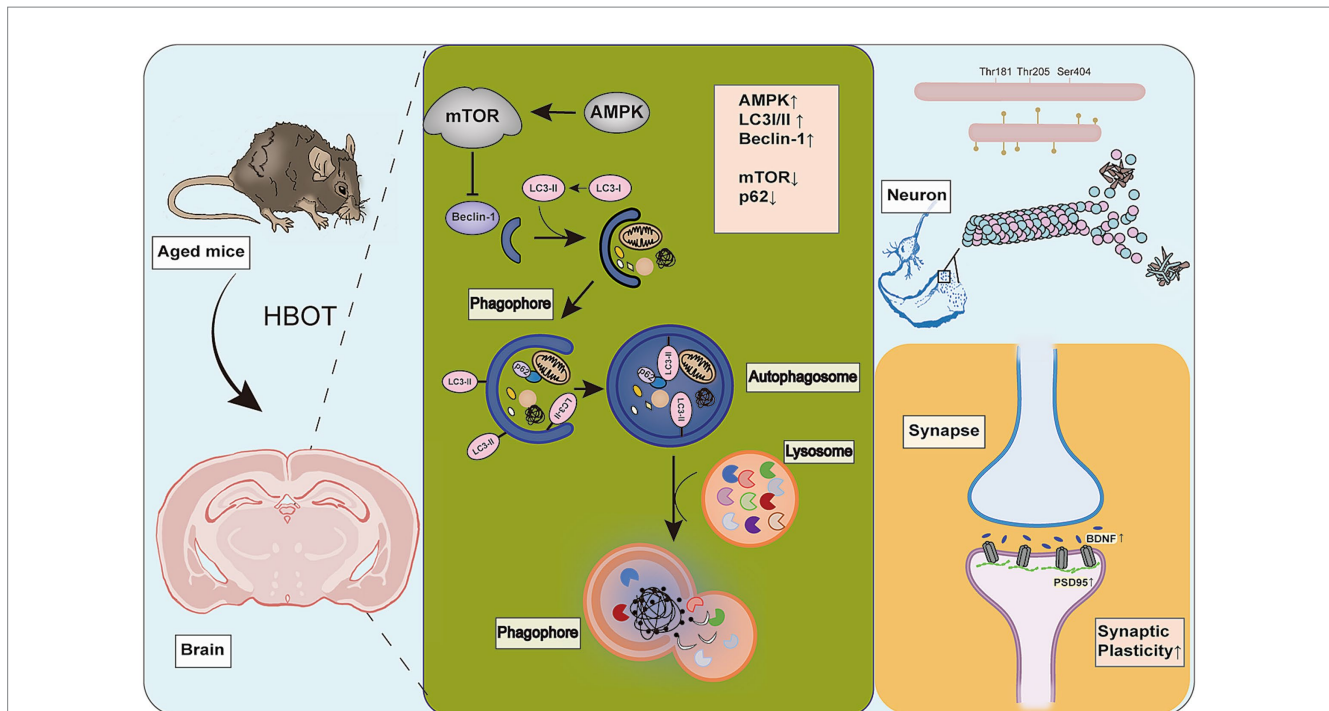 Aged mice
HBOT
Brain
mTOR
AMPK
Beclin-1
LC3-II
LC3-I
Phagophore
AMPK↑
LC3I/II ↑
Beclin-1↑
mTOR↓
p62↓
LC3-II
p62
LC3-II
LC3-II
p62
LC3-II
LC3-II
Autophagosome
Lysosome
Phagophore
Thr181 Thr205 Ser404
Neuron
Synapse
BDNF↑
PSD95↑
Synaptic
Plasticity↑